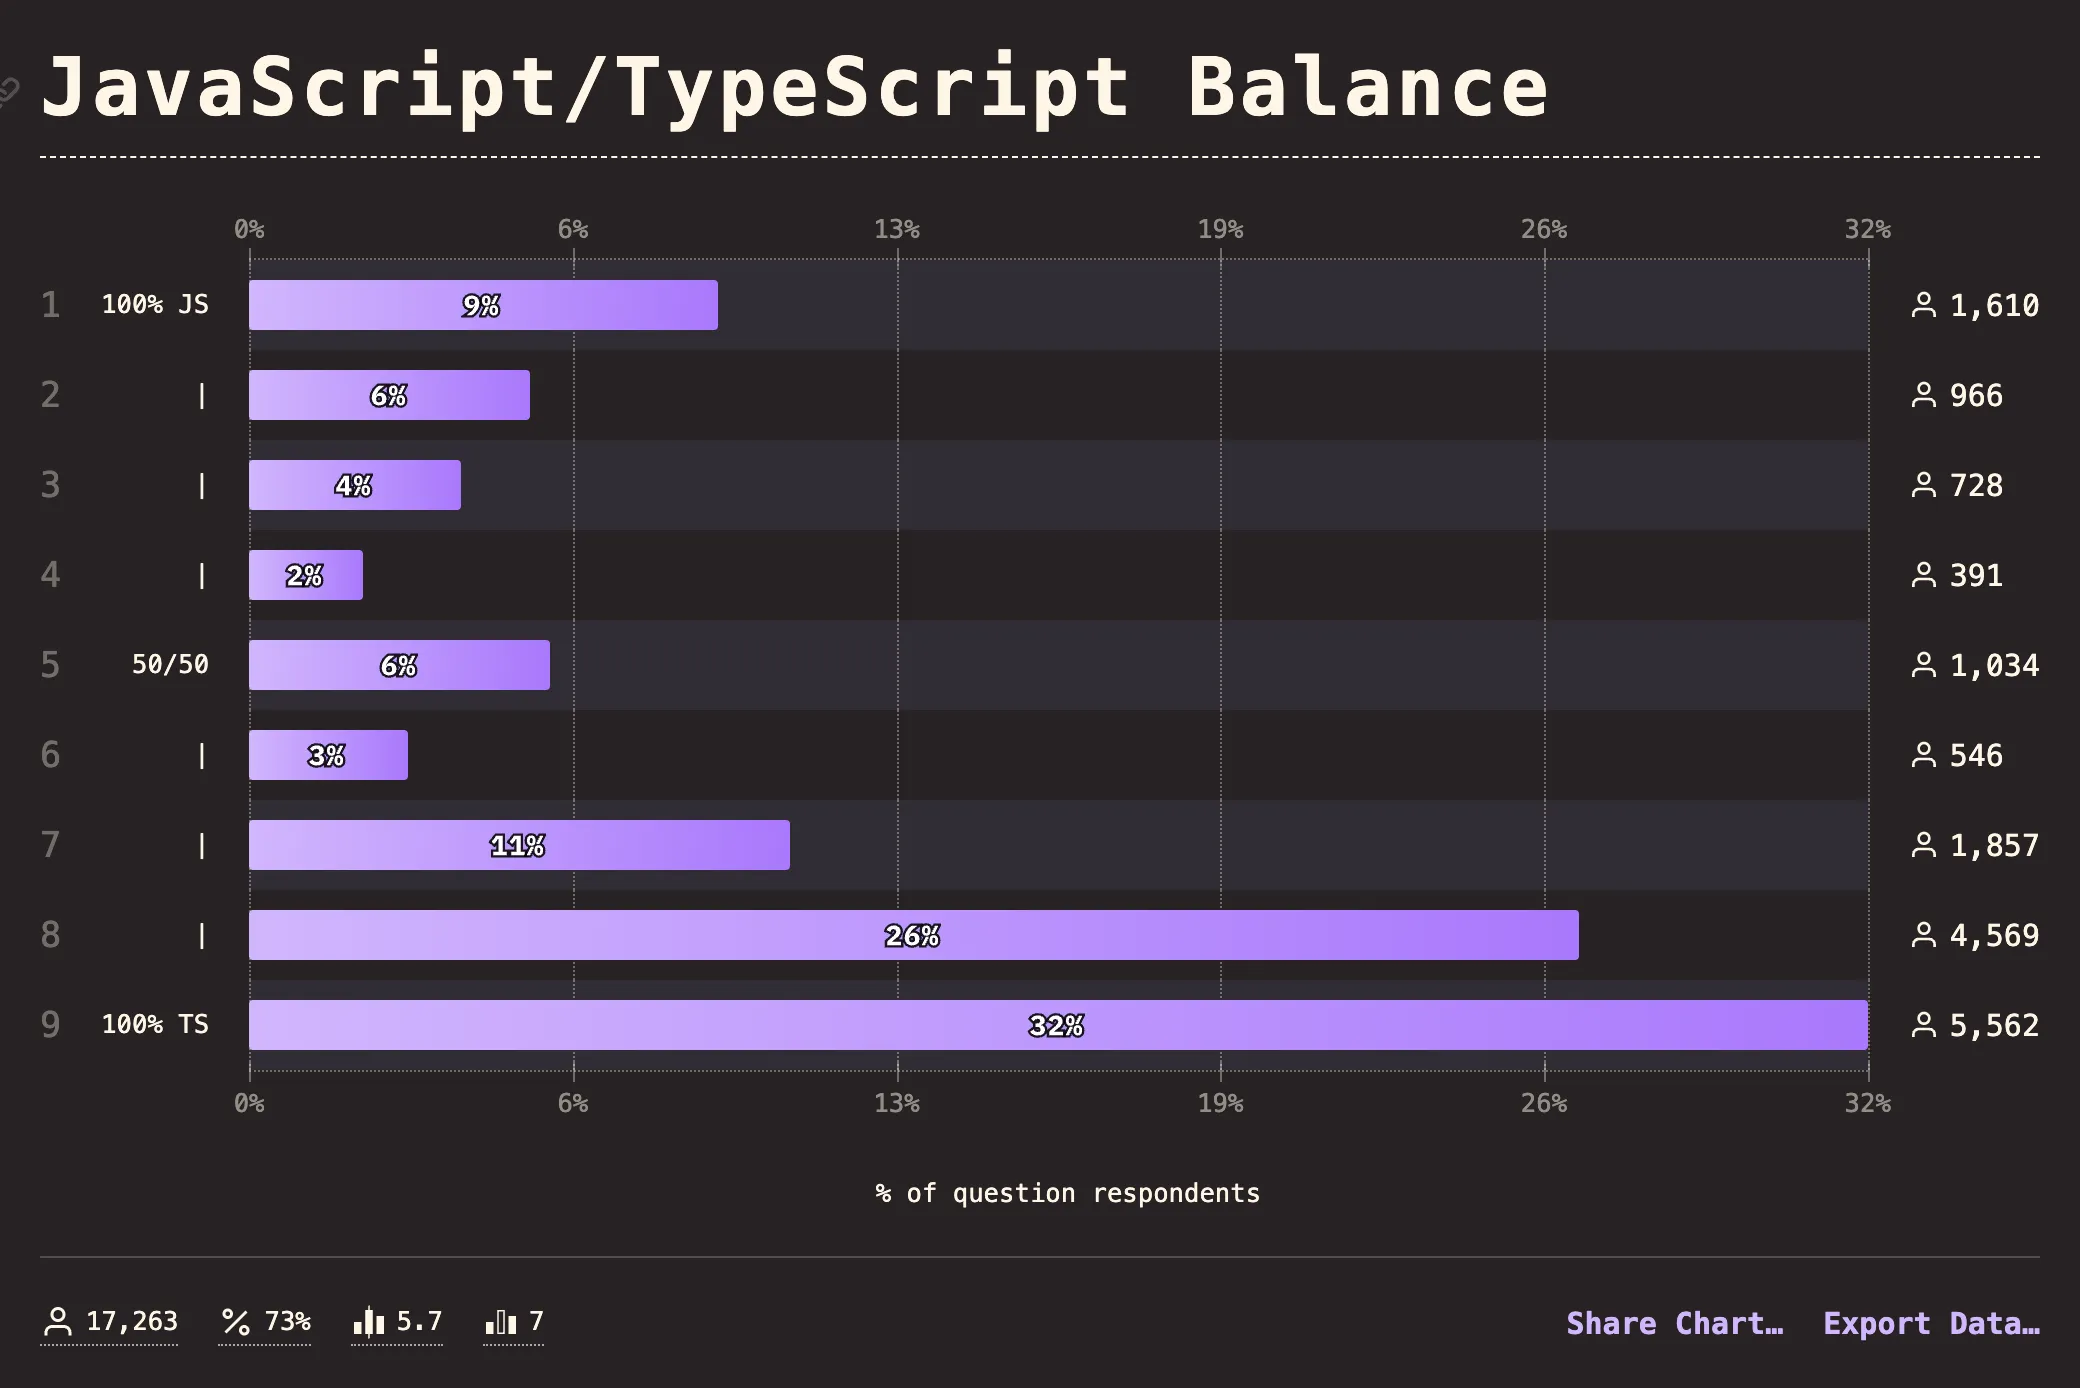 JavaScript/TypeScript Balance
0% 6% 13% 19% 26% 32%
1 100% JS 9% 1,610
2 | 6% 966
3 | 4% 728
4 | 2% 391
5 50/50 6% 1,034
6 | 3% 546
7 | 11% 1,857
8 | 26% 4,569
9 100% TS 32% 5,562
0% 6% 13% 19% 26% 32%
% of question respondents
17,263 % 73% 5.7 7 Share Chart… Export Data…